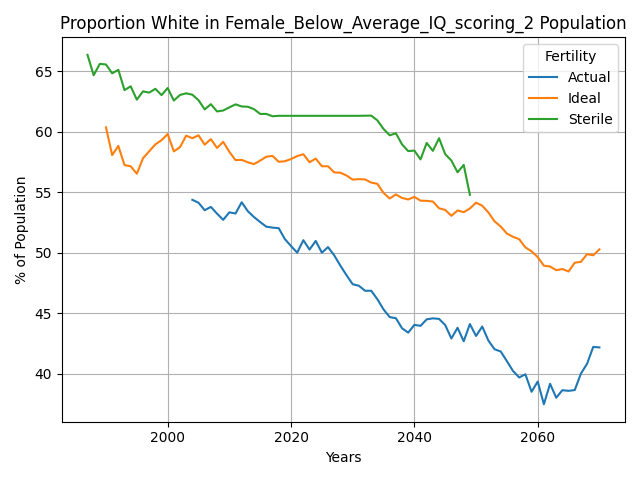 Proportion White in Female_Below_Average_IQ_scoring_2 Population
Fertility
Actual
Ideal
Sterile
% of Population
65
60
55
50
45
40
2000
2020
2040
2060
Years